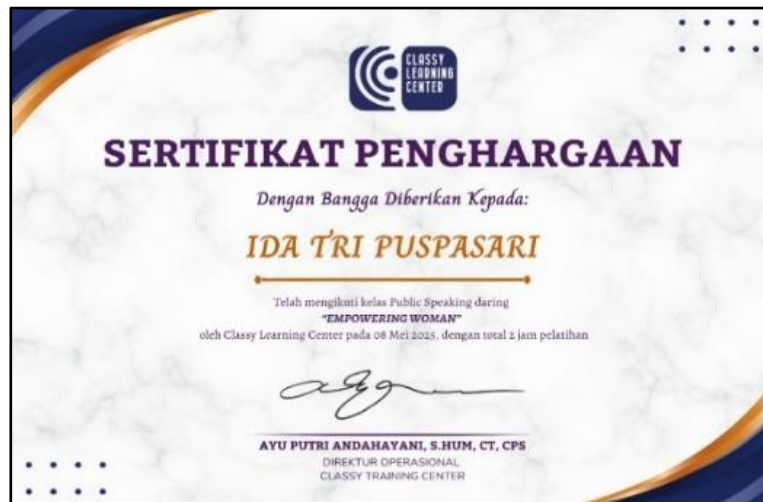 CLASSY
LEARNING
CENTER
SERTIFIKAT PENGHARGAAN
Dengan Bangga Diberikan Kepada:
IDA TRI PUSPASARI
Telah mengikuti kelas Public Speaking daring
"EMPOWERING WOMAN"
oleh Classy Learning Center pada 08 Mei 2025, dengan total 2 jam pelatihan
AYU PUTRI ANDAHAYANI, S.HUM, CT, CPS
DIREKTUR OPERASIONAL
CLASSY TRAINING CENTER